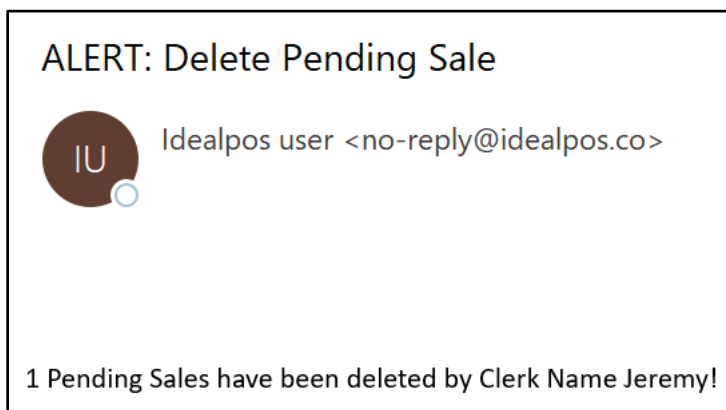 ALERT: Delete Pending Sale
IU
Idealpos user <no-reply@idealpos.co>
1 Pending Sales have been deleted by Clerk Name Jeremy!